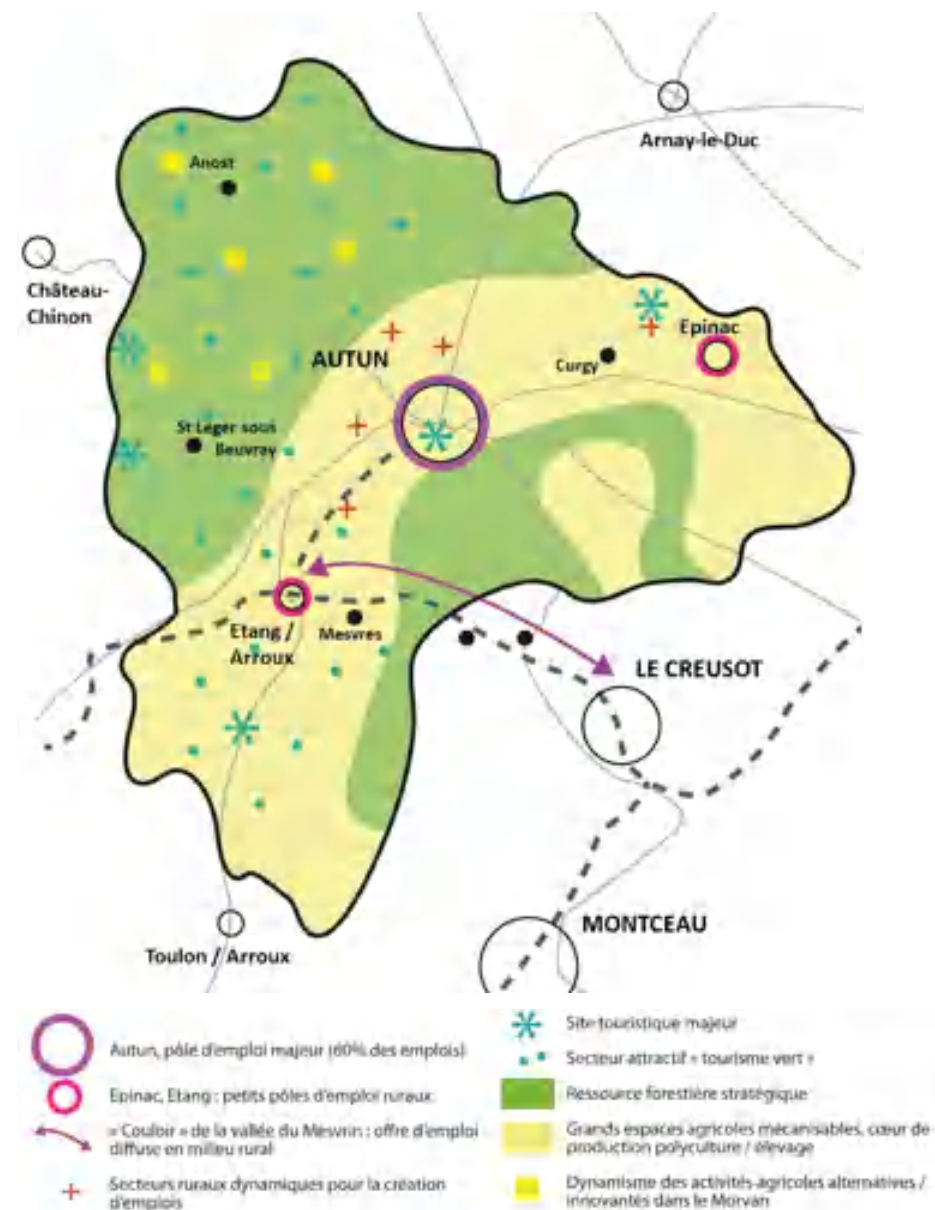 Arnay-le-Duc
Anost
Château-
Chinon
Epinac
AUTUN
Curgy
St Léger sous
Beuvray
Etang /
Arroux
Mesvres
LE CREUSOT
MONTCEAU
Toulon / Arroux
Autun, pôle d'emploi majeur (60% des emplois)
Epinac, Etang : petits pôles d'emploi ruraux
« Couloir » de la vallée du Mesvrin : offre d'emploi
diffuse en milieu rural
Secteurs ruraux dynamiques pour la création
d'emplois
Site touristique majeur
Secteur attractif « tourisme vert »
Ressource forestière stratégique
Grands espaces agricoles mécanisables, cœur de
production polyculture / élevage
Dynamisme des activités agricoles alternatives /
innovantes dans le Morvan